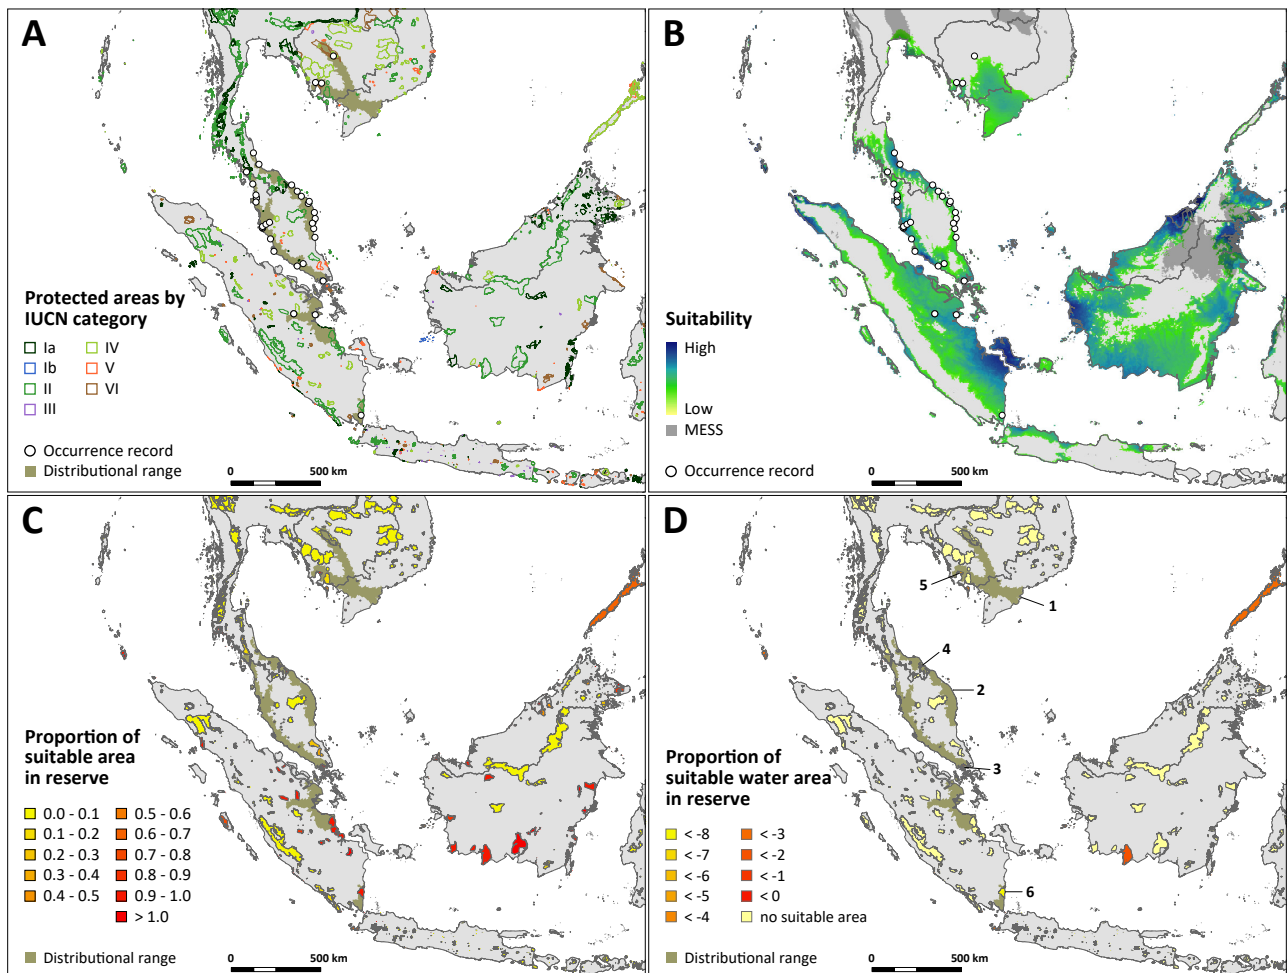 A
Protected areas by
IUCN category
Ia
IV
Ib
V
II
VI
III
Occurrence record
Distributional range
0
500 km
B
Suitability
High
Low
MESS
Occurrence record
0
500 km
C
Proportion of
suitable area
in reserve
0.0 - 0.1
0.5 - 0.6
0.1 - 0.2
0.6 - 0.7
0.2 - 0.3
0.7 - 0.8
0.3 - 0.4
0.8 - 0.9
0.4 - 0.5
0.9 - 1.0
> 1.0
Distributional range
0
500 km
D
5
1
4
2
3
6
Proportion of
suitable water area
in reserve
< -8
< -3
< -7
< -2
< -6
< -1
< -5
< 0
< -4
no suitable area
Distributional range
0
500 km